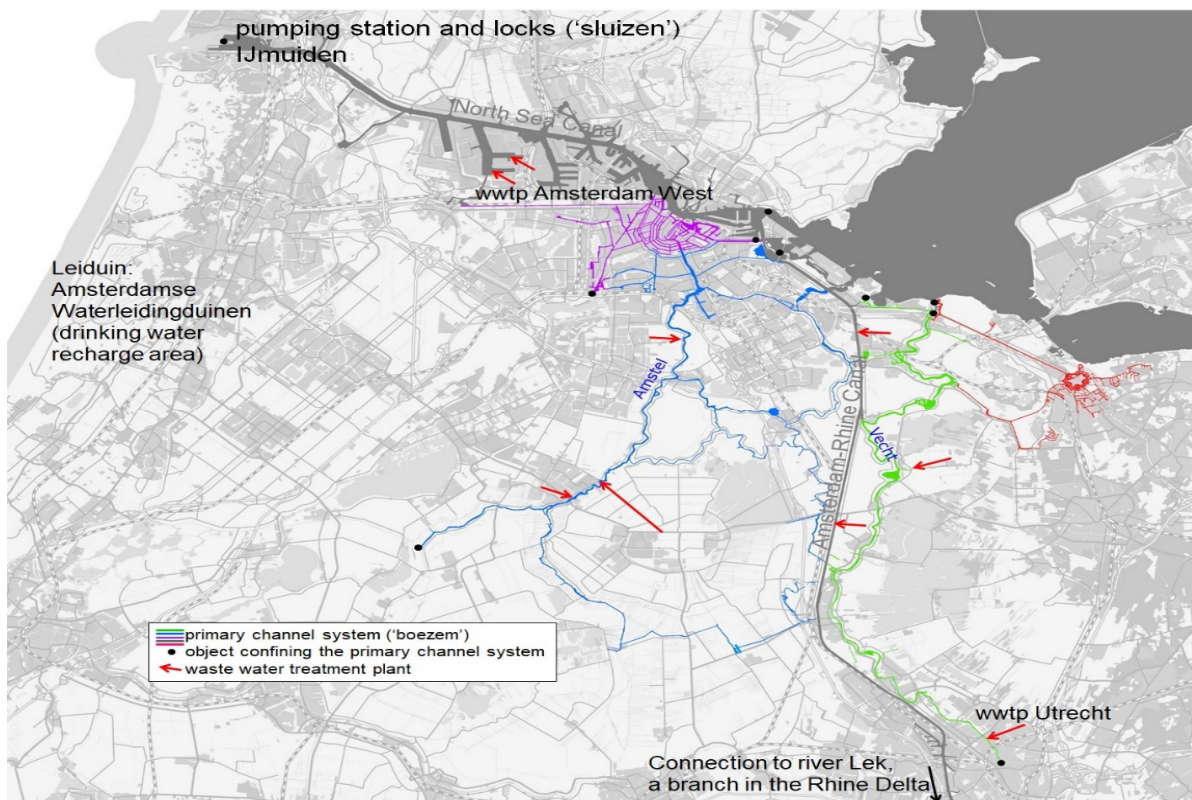 pumping station and locks (‘sluizen’)
IJmuiden
North Sea Canal
wwtp Amsterdam West
Leiduin:
Amsterdamse
Waterleidingduinen
(drinking water
recharge area)
Amstel
Amsterdam-Rhine Canal
Vecht
primary channel system (‘boezem’)
object confining the primary channel system
waste water treatment plant
wwtp Utrecht
Connection to river Lek,
a branch in the Rhine Delta